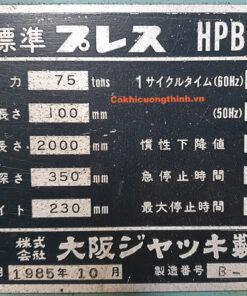 標準 プレス HPB
力 75 tons 1サイクルタイム(60Hz)
Cokhicuongthinh.vn
長さ 100 mm (50Hz)
長さ 2000 mm 慣性下降値
深さ 350 mm 急停止時間
イト 230 mm 最大停止時間
株式会社 大阪ジャッキ製
月 1985年10月 製造番号 B-